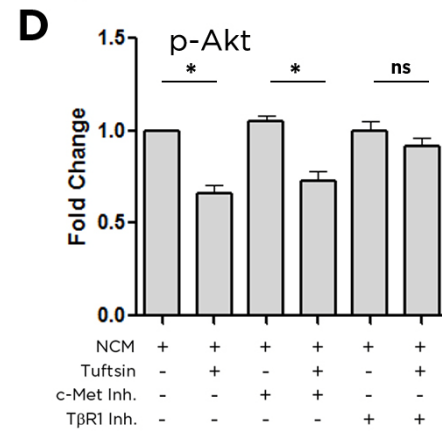 D
p-Akt
* * ns
Fold Change
1.5
1.0
0.5
0.0
NCM + + + + + +
Tuftsin - + - + - +
c-Met Inh. - - + + - -
TβR1 Inh. - - - - + +